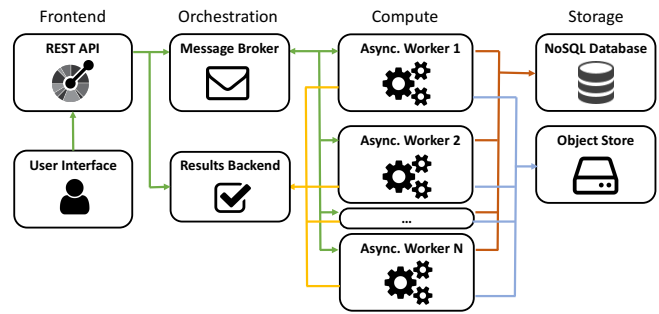 Frontend
Orchestration
Compute
Storage
REST API
Message Broker
Async. Worker 1
NoSQL Database
User Interface
Results Backend
Async. Worker 2
Object Store
...
Async. Worker N